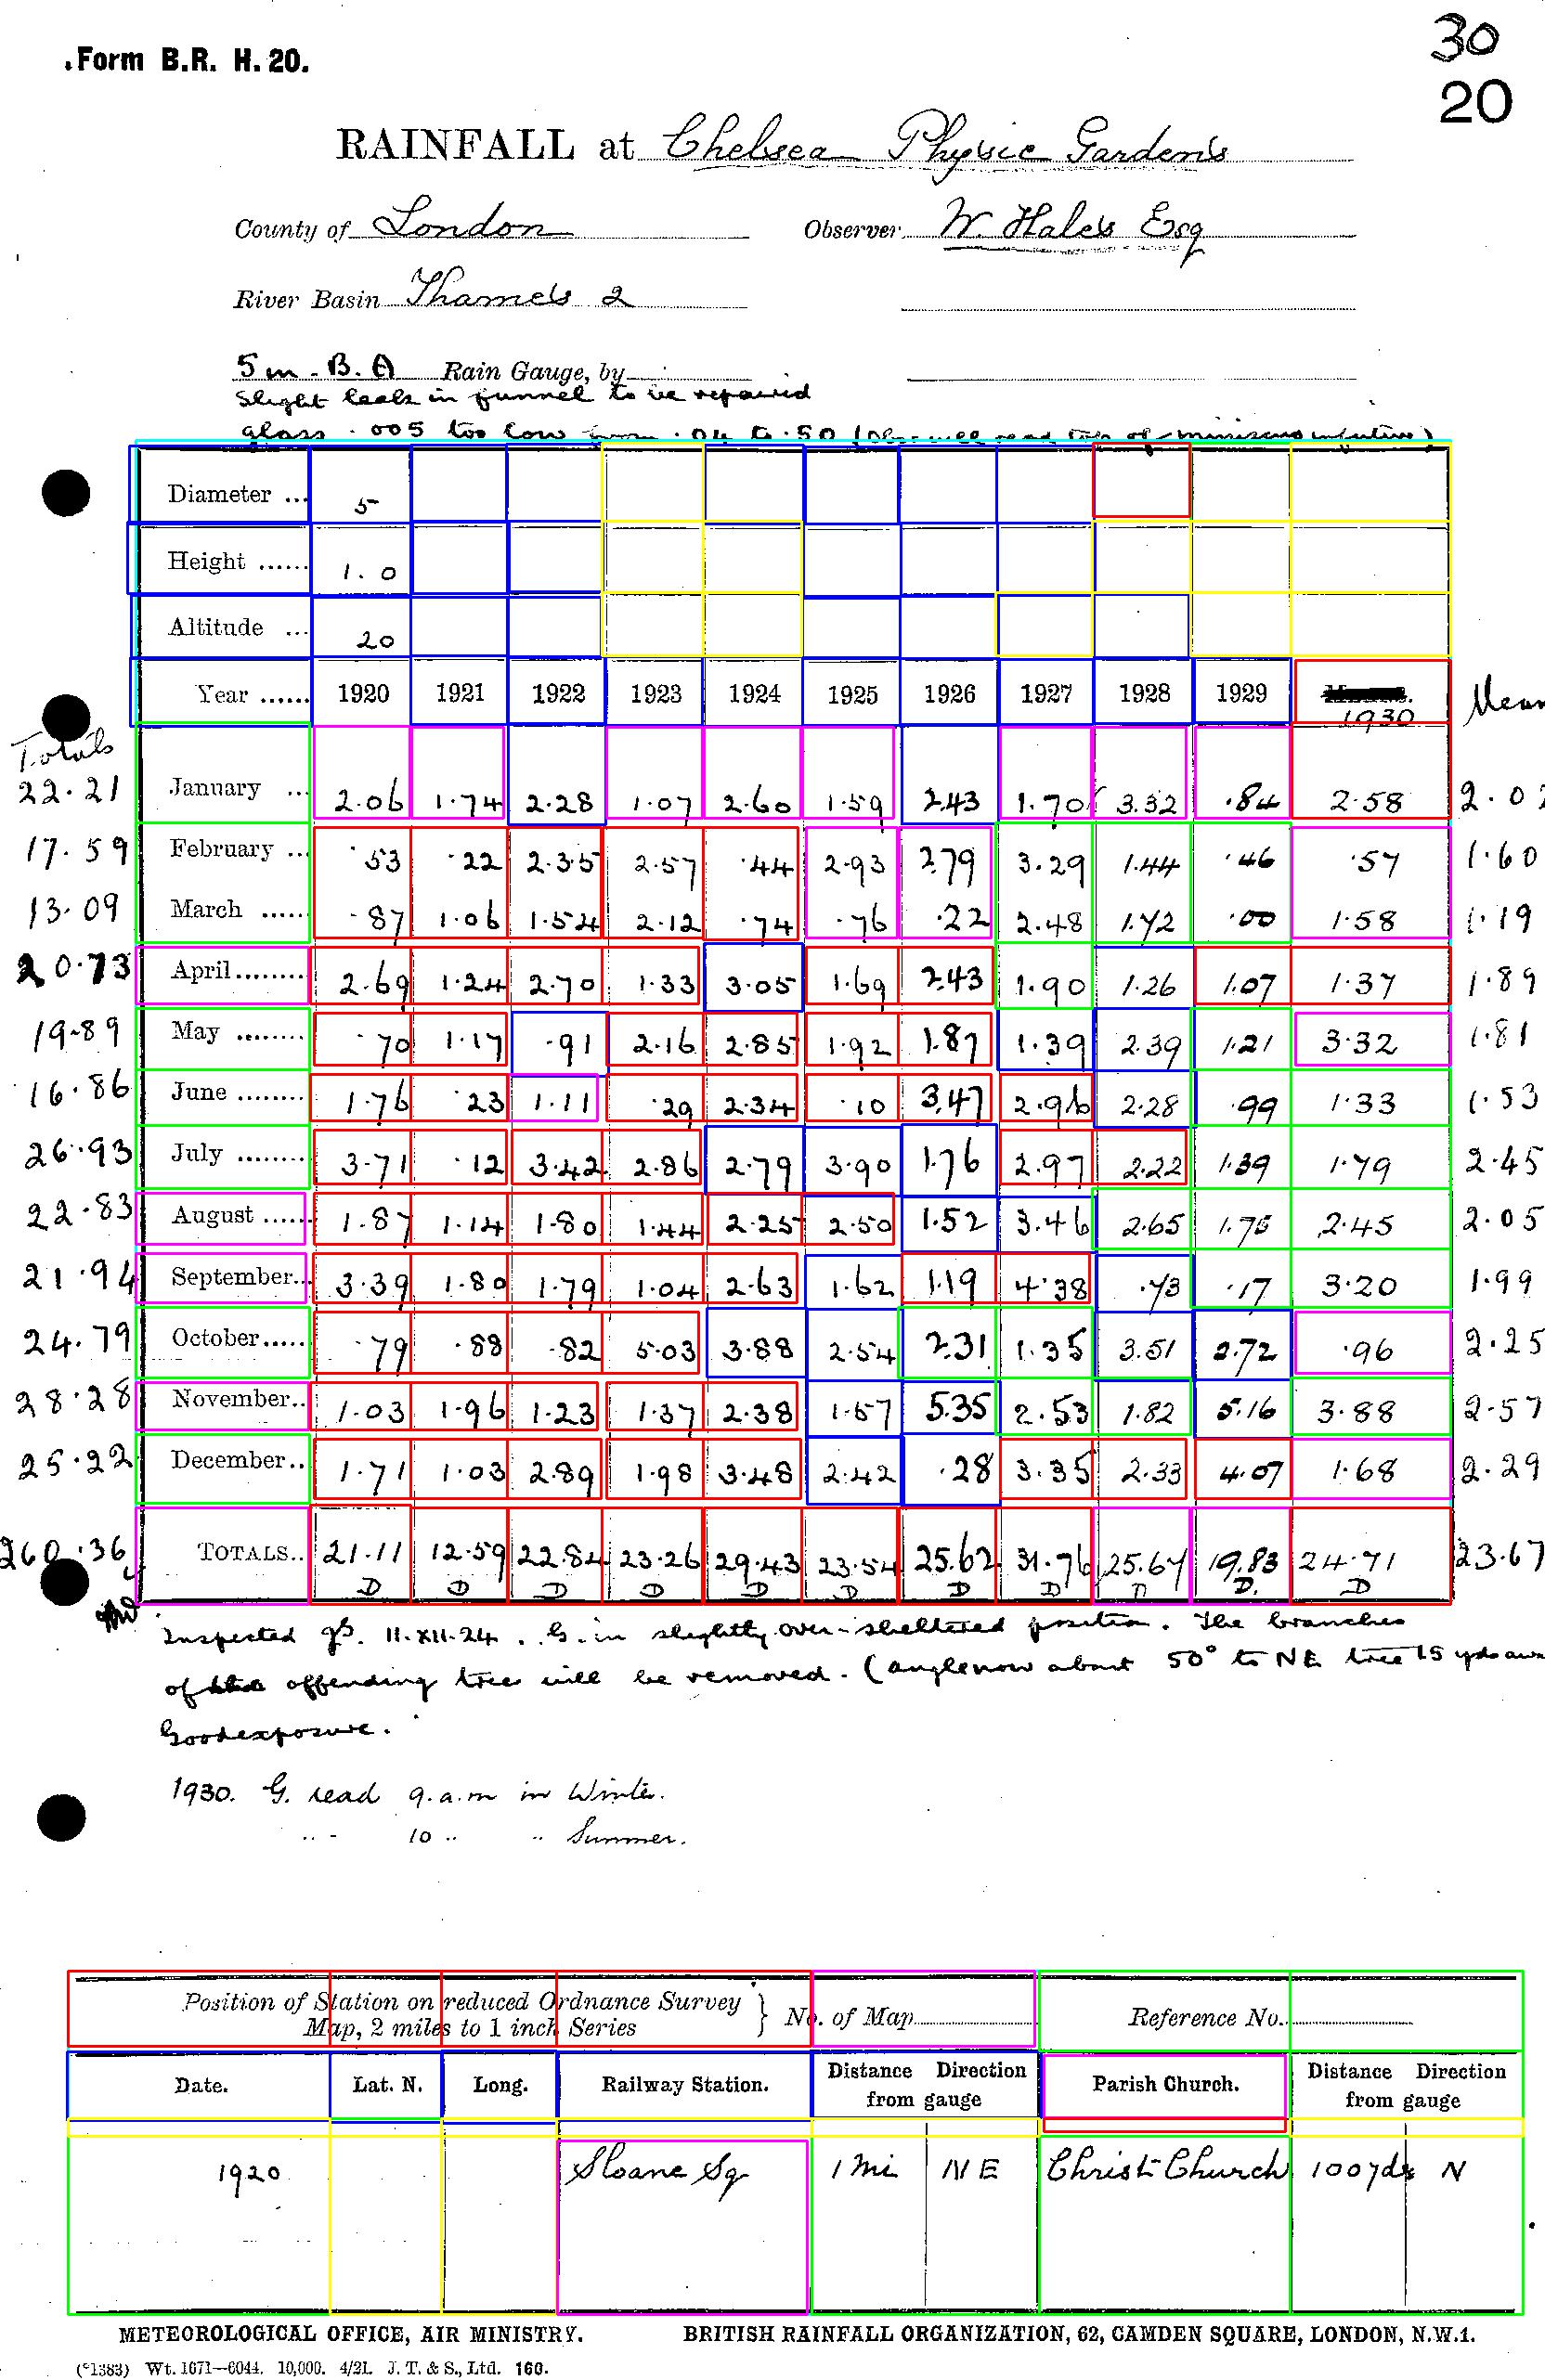 30
Form B.R. H. 20.
20
RAINFALL at Chelsea Physic Gardens
County of London Observer W. Hales Esq
River Basin Thames 2
5 in. B. A Rain Gauge, by
Slight leak in funnel to be repaired
glass .005 too low from .04 to .50 (Obs will read top of miniscus in future)
Diameter ... 5
Height ...... 1.0
Altitude ... 20
Year ...... 1920 1921 1922 1923 1924 1925 1926 1927 1928 1929 1930 Mean
Totals
22.21 January ... 2.06 1.74 2.28 1.07 2.60 1.59 2.43 1.70 3.32 .84 2.58 2.02
17.59 February ... .53 .22 2.35 2.57 .44 2.93 2.79 3.29 1.44 .46 .57 1.60
13.09 March ...... .87 1.06 1.54 2.12 .74 .76 .22 2.48 1.72 .00 1.58 1.19
20.73 April........ 2.69 1.24 2.70 1.33 3.05 1.69 2.43 1.90 1.26 1.07 1.37 1.89
19.89 May ........ .70 1.17 .91 2.16 2.85 1.92 1.87 1.39 2.39 1.21 3.32 1.81
16.86 June ........ 1.76 .23 1.11 .29 2.34 .10 3.47 2.96 2.28 .99 1.33 1.53
26.93 July ........ 3.71 .12 3.42 2.86 2.79 3.90 1.76 2.97 2.22 1.39 1.79 2.45
22.83 August ...... 1.87 1.14 1.80 1.44 2.25 2.50 1.52 3.46 2.65 1.75 2.45 2.05
21.94 September... 3.39 1.80 1.79 1.04 2.63 1.62 1.19 4.38 .73 .17 3.20 1.99
24.79 October..... .79 .88 .82 5.03 3.88 2.54 2.31 1.35 3.51 2.72 .96 2.25
28.28 November.. 1.03 1.96 1.23 1.37 2.38 1.57 5.35 2.53 1.82 5.16 3.88 2.57
25.22 December.. 1.71 1.03 2.89 1.98 3.48 2.42 .28 3.35 2.33 4.07 1.68 2.29
260.36 TOTALS.. 21.11 12.59 22.84 23.26 29.43 23.54 25.62 31.76 25.67 19.83 24.71 23.67
D D D D D D D D D D. D
Inspected 11.XII.24. G. in slightly over-sheltered position. The branches
of the offending tree will be removed. (angle now about 50° to NE tree 15 yds
Good exposure.
1930. G. read 9.a.m in Winter.
.. - 10 .. .. Summer.
Position of Station on reduced Ordnance Survey
Map, 2 miles to 1 inch Series } No. of Map Reference No.
Date. Lat. N. Long. Railway Station. Distance Direction from gauge Parish Church. Distance Direction from gauge
1920 Sloane Sq 1 mi NE Christ Church 100yds N
METEOROLOGICAL OFFICE, AIR MINISTRY. BRITISH RAINFALL ORGANIZATION, 62, CAMDEN SQUARE, LONDON, N.W.1.
(*1383) Wt. 1671—6044. 10,000. 4/21. J. T. & S., Ltd. 160.